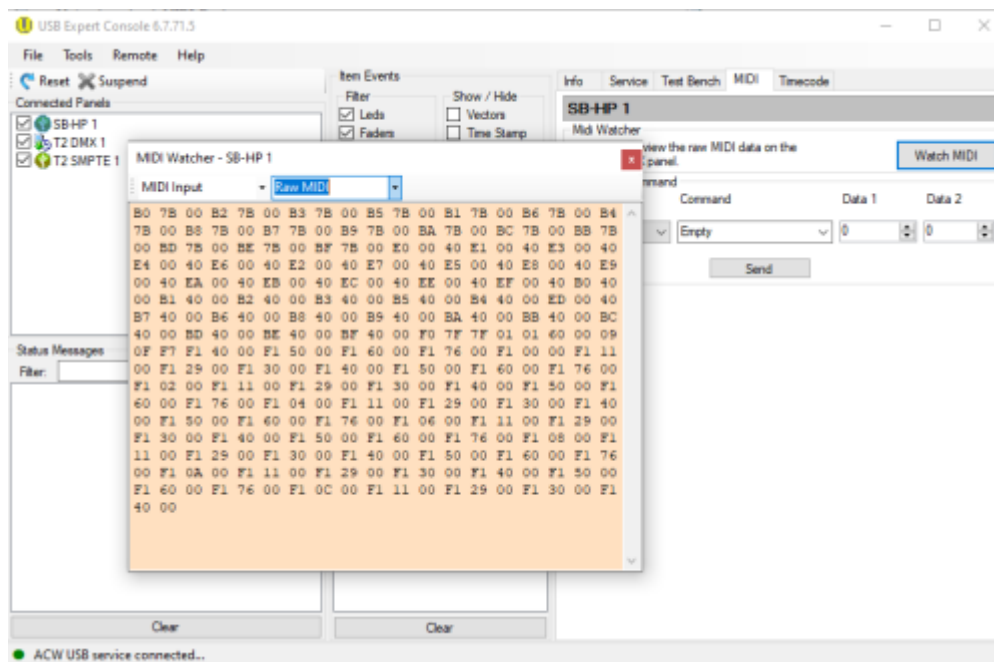 USB Expert Console 6.7.71.5
File Tools Remote Help
Reset Suspend
Connected Panels
SB-HP 1
T2 DMX 1
T2 SMPTE 1
Item Events
Filter
Show / Hide
Leds
Vectors
Faders
Time Stamp
Info Service Test Bench MIDI Timecode
SB-HP 1
Midi Watcher
view the raw MIDI data on the
panel.
Watch MIDI
Command Data 1 Data 2
Empty 0 0
Send
MIDI Watcher - SB-HP 1
x
MIDI Input Raw MIDI
B0 7B 00 B2 7B 00 B3 7B 00 B5 7B 00 B1 7B 00 B6 7B 00 B4
7B 00 B8 7B 00 B7 7B 00 B9 7B 00 BA 7B 00 BC 7B 00 BB 7B
00 BD 7B 00 BE 7B 00 BF 7B 00 E0 00 40 E1 00 40 E3 00 40
E4 00 40 E6 00 40 E2 00 40 E7 00 40 E5 00 40 E8 00 40 E9
00 40 EA 00 40 EB 00 40 EC 00 40 EE 00 40 EF 00 40 B0 40
00 B1 40 00 B2 40 00 B3 40 00 B5 40 00 B4 40 00 ED 00 40
B7 40 00 B6 40 00 B8 40 00 B9 40 00 BA 40 00 BB 40 00 BC
40 00 BD 40 00 BE 40 00 BF 40 00 F0 7F 7F 01 01 60 00 09
0F F7 F1 40 00 F1 50 00 F1 60 00 F1 76 00 F1 00 00 F1 11
00 F1 29 00 F1 30 00 F1 40 00 F1 50 00 F1 60 00 F1 76 00
F1 02 00 F1 11 00 F1 29 00 F1 30 00 F1 40 00 F1 50 00 F1
60 00 F1 76 00 F1 04 00 F1 11 00 F1 29 00 F1 30 00 F1 40
00 F1 50 00 F1 60 00 F1 76 00 F1 06 00 F1 11 00 F1 29 00
F1 30 00 F1 40 00 F1 50 00 F1 60 00 F1 76 00 F1 08 00 F1
11 00 F1 29 00 F1 30 00 F1 40 00 F1 50 00 F1 60 00 F1 76
00 F1 0A 00 F1 11 00 F1 29 00 F1 30 00 F1 40 00 F1 50 00
F1 60 00 F1 76 00 F1 0C 00 F1 11 00 F1 29 00 F1 30 00 F1
40 00
Status Messages
Filter:
Clear
Clear
ACW USB service connected...